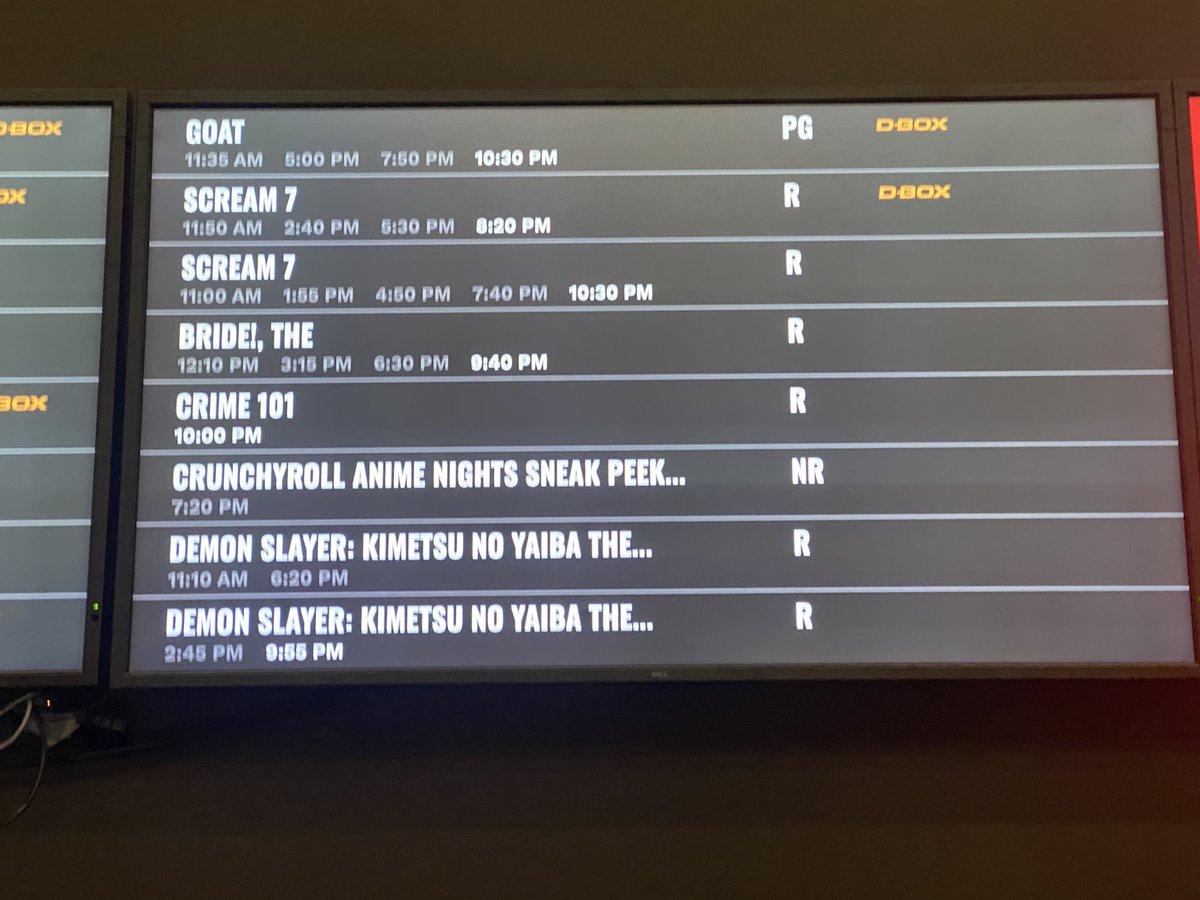 D-BOX
OX
BOX
GOAT PG D-BOX
11:35 AM 5:00 PM 7:50 PM 10:30 PM
SCREAM 7 R D-BOX
11:50 AM 2:40 PM 5:30 PM 8:20 PM
SCREAM 7 R
11:00 AM 1:55 PM 4:50 PM 7:40 PM 10:30 PM
BRIDE!, THE R
12:10 PM 3:15 PM 6:30 PM 9:40 PM
CRIME 101 R
10:00 PM
CRUNCHYROLL ANIME NIGHTS SNEAK PEEK... NR
7:20 PM
DEMON SLAYER: KIMETSU NO YAIBA THE... R
11:10 AM 6:20 PM
DEMON SLAYER: KIMETSU NO YAIBA THE... R
2:45 PM 9:55 PM